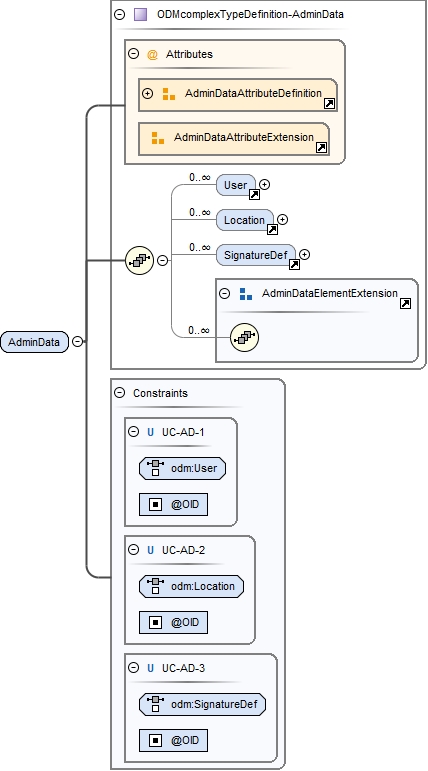 ODMcomplexTypeDefinition-AdminData
@ Attributes
AdminDataAttributeDefinition
AdminDataAttributeExtension
0..∞
User
0..∞
Location
0..∞
SignatureDef
AdminDataElementExtension
0..∞
AdminData
Constraints
U UC-AD-1
odm:User
@OID
U UC-AD-2
odm:Location
@OID
U UC-AD-3
odm:SignatureDef
@OID